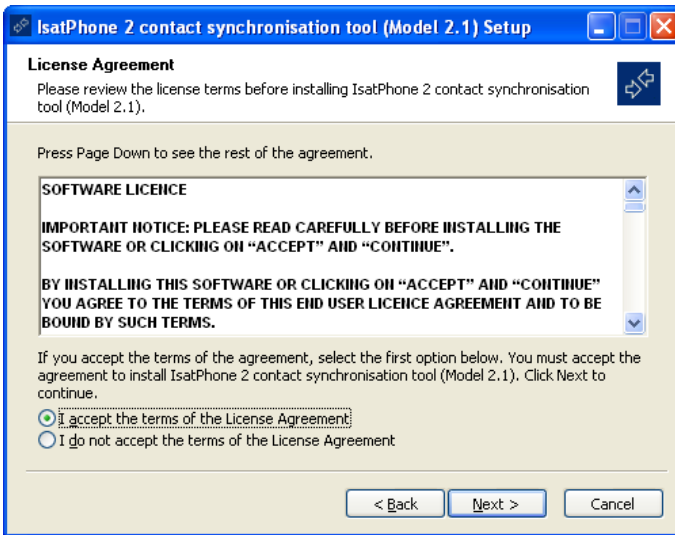 IsatPhone 2 contact synchronisation tool (Model 2.1) Setup
License Agreement
Please review the license terms before installing IsatPhone 2 contact synchronisation
tool (Model 2.1).
Press Page Down to see the rest of the agreement.
SOFTWARE LICENCE
IMPORTANT NOTICE: PLEASE READ CAREFULLY BEFORE INSTALLING THE
SOFTWARE OR CLICKING ON “ACCEPT” AND “CONTINUE”.
BY INSTALLING THIS SOFTWARE OR CLICKING ON “ACCEPT” AND “CONTINUE”
YOU AGREE TO THE TERMS OF THIS END USER LICENCE AGREEMENT AND TO BE
BOUND BY SUCH TERMS.
If you accept the terms of the agreement, select the first option below. You must accept the
agreement to install IsatPhone 2 contact synchronisation tool (Model 2.1). Click Next to
continue.
I accept the terms of the License Agreement
I do not accept the terms of the License Agreement
< Back Next > Cancel